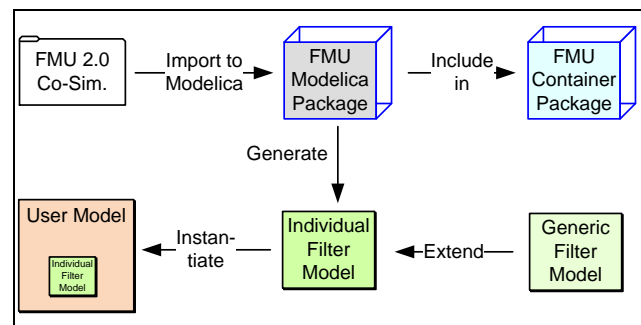 FMU 2.0
Co-Sim.
Import to
Modelica
FMU
Modelica
Package
Include
in
FMU
Container
Package
Generate
User Model
Individual
Filter
Model
Instan-
tiate
Individual
Filter
Model
Extend
Generic
Filter
Model